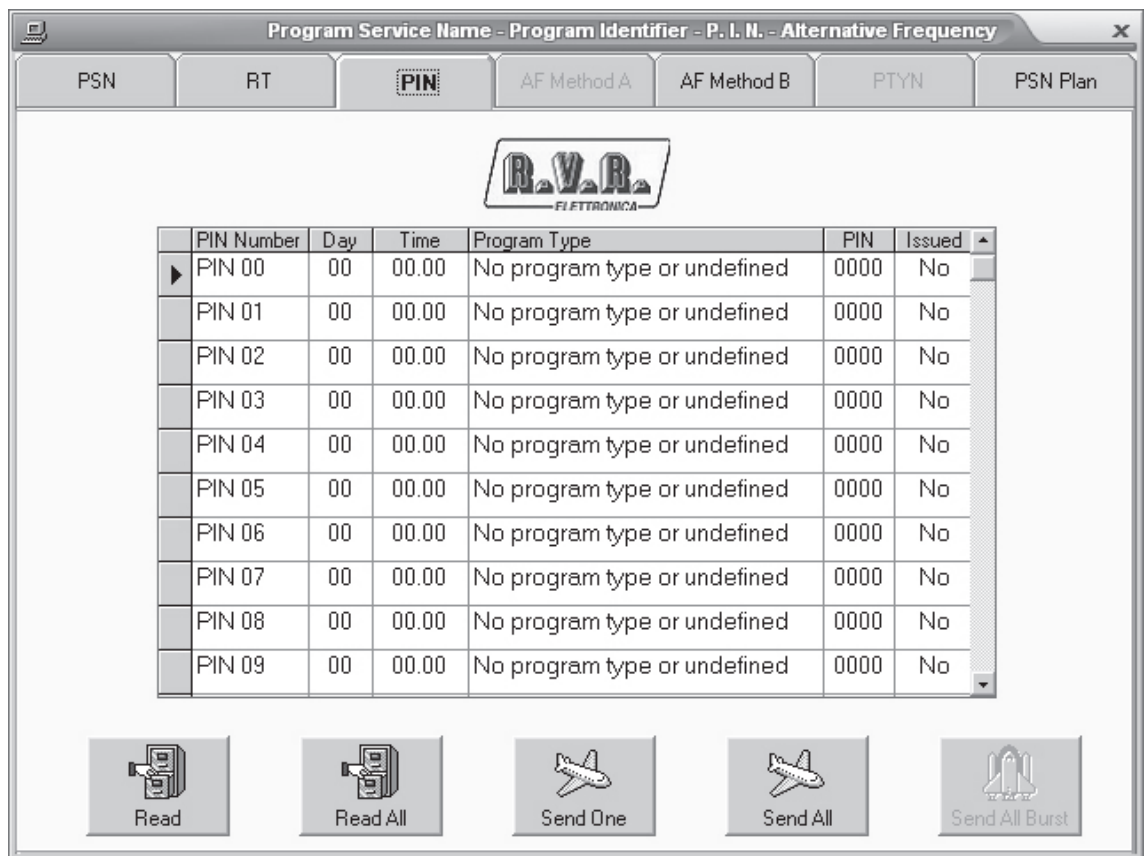 Program Service Name - Program Identifier - P. I. N. - Alternative Frequency
PSN RT PIN AF Method A AF Method B PTYN PSN Plan
R.V.R.
ELETTRONICA
PIN Number Day Time Program Type PIN Issued
PIN 00 00 00.00 No program type or undefined 0000 No
PIN 01 00 00.00 No program type or undefined 0000 No
PIN 02 00 00.00 No program type or undefined 0000 No
PIN 03 00 00.00 No program type or undefined 0000 No
PIN 04 00 00.00 No program type or undefined 0000 No
PIN 05 00 00.00 No program type or undefined 0000 No
PIN 06 00 00.00 No program type or undefined 0000 No
PIN 07 00 00.00 No program type or undefined 0000 No
PIN 08 00 00.00 No program type or undefined 0000 No
PIN 09 00 00.00 No program type or undefined 0000 No
Read Read All Send One Send All Send All Burst